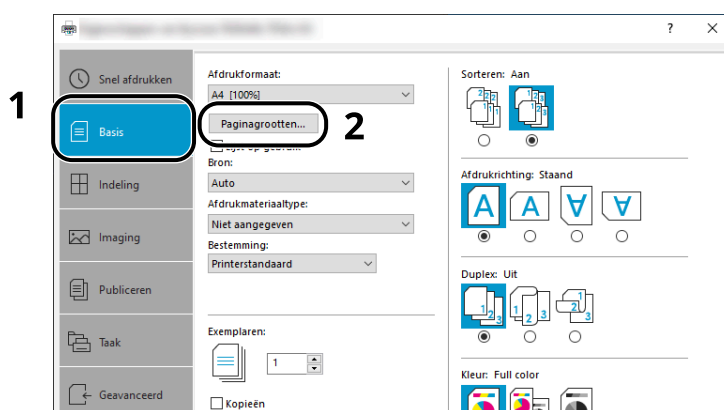 ?
1
Snel afdrukken
Basis
Indeling
Imaging
Publiceren
Taak
Geavanceerd
Afdrukformaat:
A4 [100%]
Paginagrootten...
2
Bron:
Auto
Afdrukmateriaaltype:
Niet aangegeven
Bestemming:
Printerstandaard
Exemplaren:
1
Kopieën
Sorteren: Aan
Afdrukrichting: Staand
Duplex: Uit
Kleur: Full color